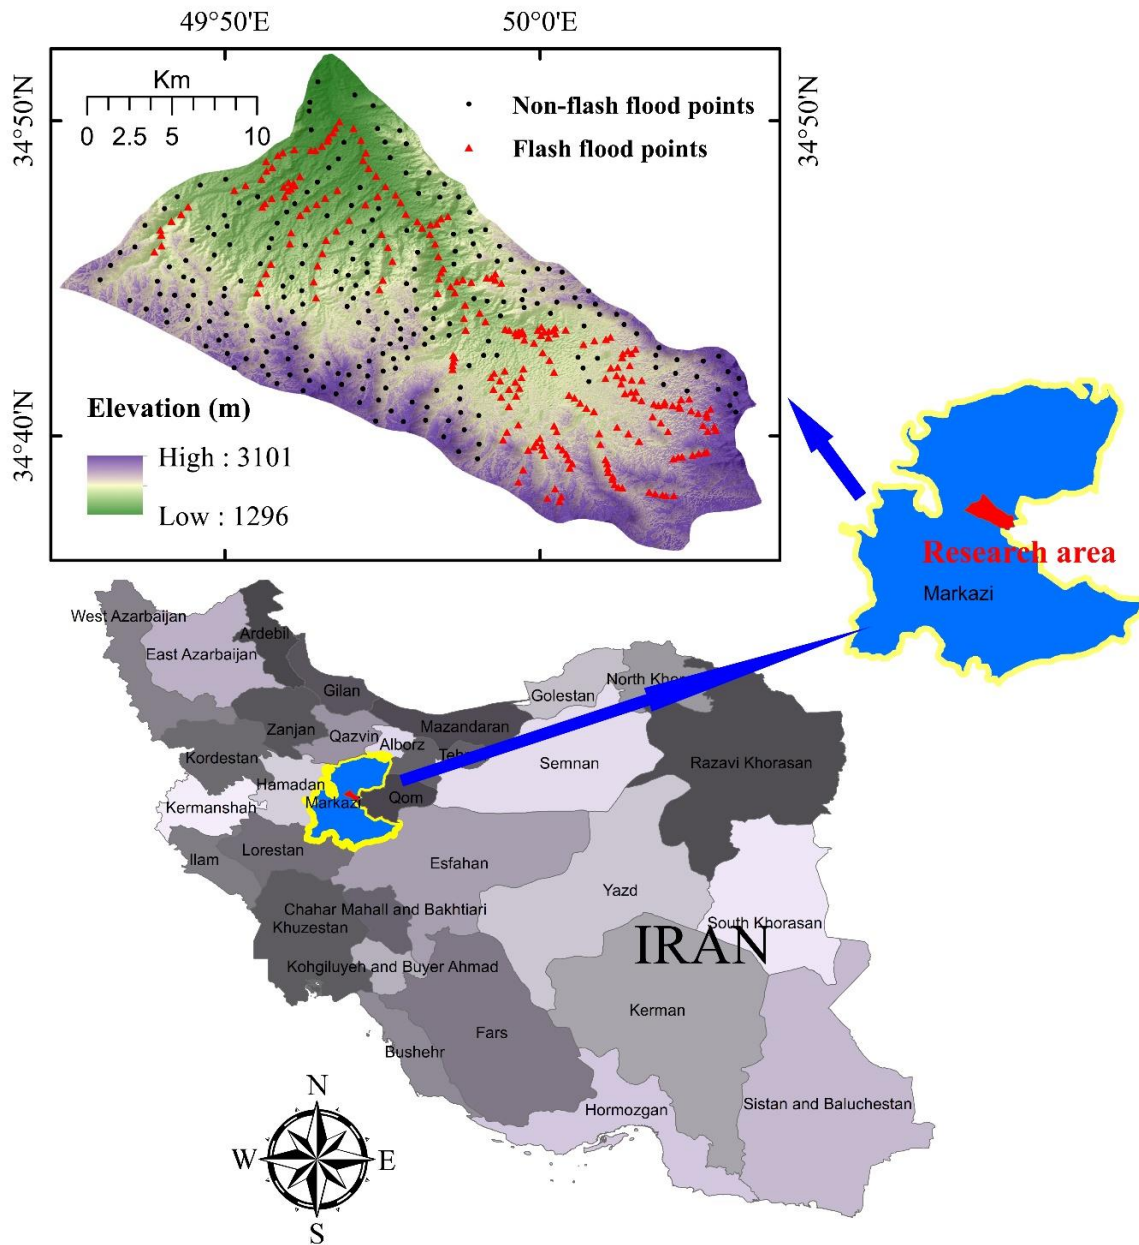 49°50'E
50°0'E
34°50'N
34°50'N
Km
0 2.5 5 10
Non-flash flood points
Flash flood points
Elevation (m)
High : 3101
Low : 1296
34°40'N
34°40'N
Research area
Markazi
West Azarbaijan
Ardebil
East Azarbaijan
Gilan
Golestan
North Khor
Zanjan
Mazandaran
Qazvin
Alborz
Teh
Kordestan
Semnan
Razavi Khorasan
Hamadan
Kermanshah
Markazi
Qom
Lorestan
Ilam
Esfahan
Yazd
Chahar Mahall and Bakhtiari
Khuzestan
South Khorasan
IRAN
Kohgiluyeh and Buyer Ahmad
Kerman
Fars
Bushehr
Hormozgan
Sistan and Baluchestan
N
W E
S